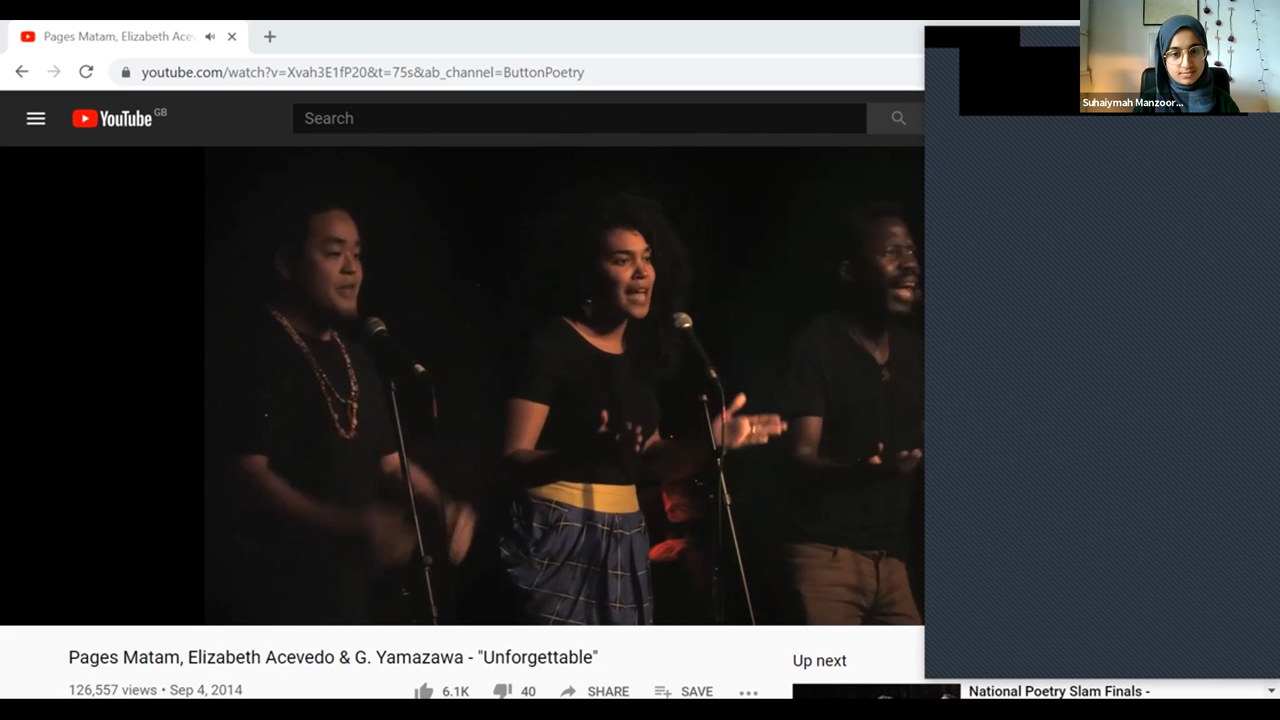 Pages Matam, Elizabeth Ace
youtube.com/watch?v=Xvah3E1fP20&t=75s&ab_channel=ButtonPoetry
Suhaiymah Manzoor...
YouTube GB
Search
Pages Matam, Elizabeth Acevedo & G. Yamazawa - "Unforgettable"
126,557 views • Sep 4, 2014
6.1K
40
SHARE
SAVE
Up next
National Poetry Slam Finals -